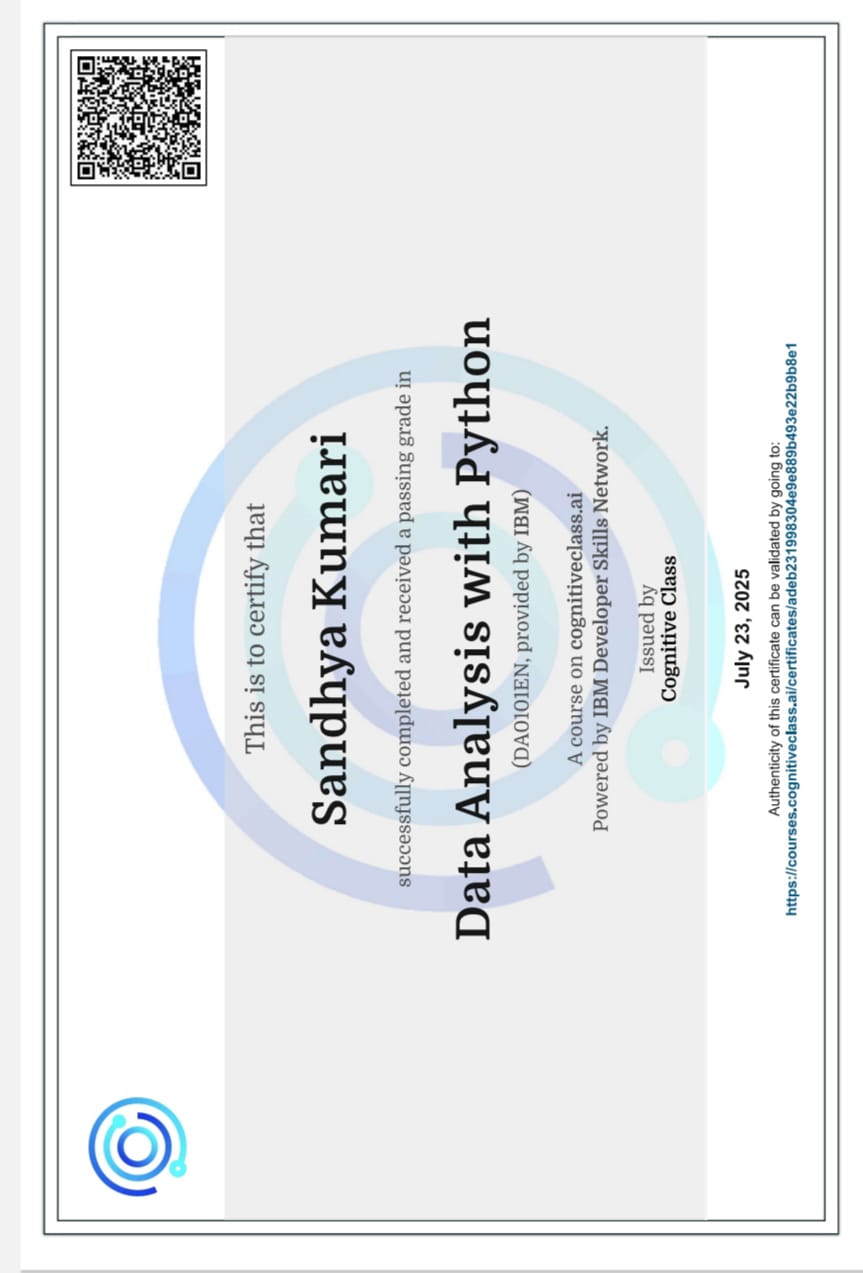 This is to certify that
Sandhya Kumari
successfully completed and received a passing grade in
Data Analysis with Python
(DA0101EN, provided by IBM)
A course on cognitiveclass.ai
Powered by IBM Developer Skills Network.
Issued by
Cognitive Class
July 23, 2025
Authenticity of this certificate can be validated by going to:
https://courses.cognitiveclass.ai/certificates/adeb231998304e9e889b493e22b9b8e1